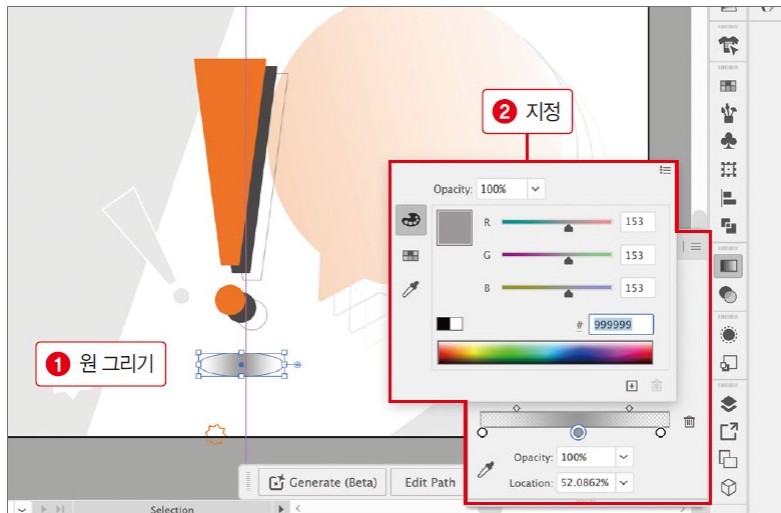 2 지정
Opacity: 100%
R 153
G 153
B 153
# 999999
1 원 그리기
Opacity: 100%
Location: 52.0862%
Generate (Beta) Edit Path
Selection